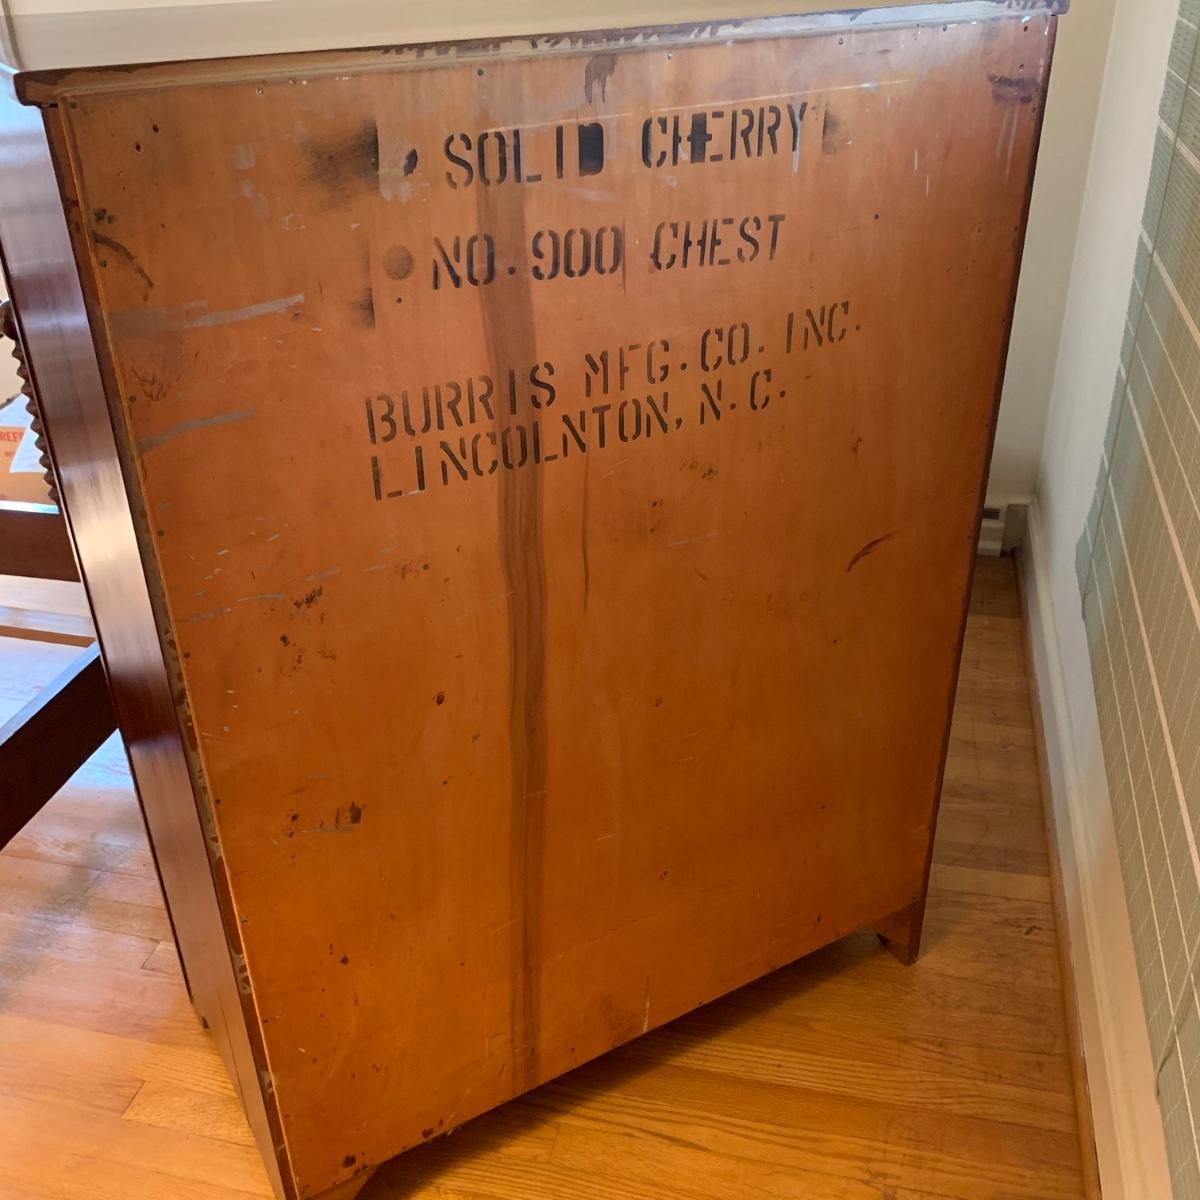 SOLID CHERRY
NO. 900 CHEST
BURRIS MFG. CO. INC.
LINCOLNTON, N. C.